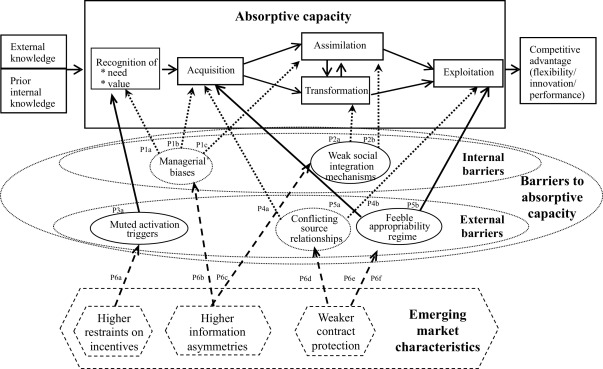 Absorptive capacity
External
knowledge
Prior
internal
knowledge
Recognition of
* need
* value
Acquisition
Assimilation
Transformation
Exploitation
Competitive
advantage
(flexibility/
innovation/
performance)
P1a
P1b
P1c
P2a
P2b
Managerial
biases
Weak social
integration
mechanisms
Internal
barriers
Barriers to
absorptive
capacity
P3a
P4a
P5a
P4b
P5b
Muted activation
triggers
Conflicting
source
relationships
Feeble
appropriability
regime
External
barriers
P6a
P6b
P6c
P6d
P6e
P6f
Higher
restraints on
incentives
Higher
information
asymmetries
Weaker
contract
protection
Emerging
market
characteristics